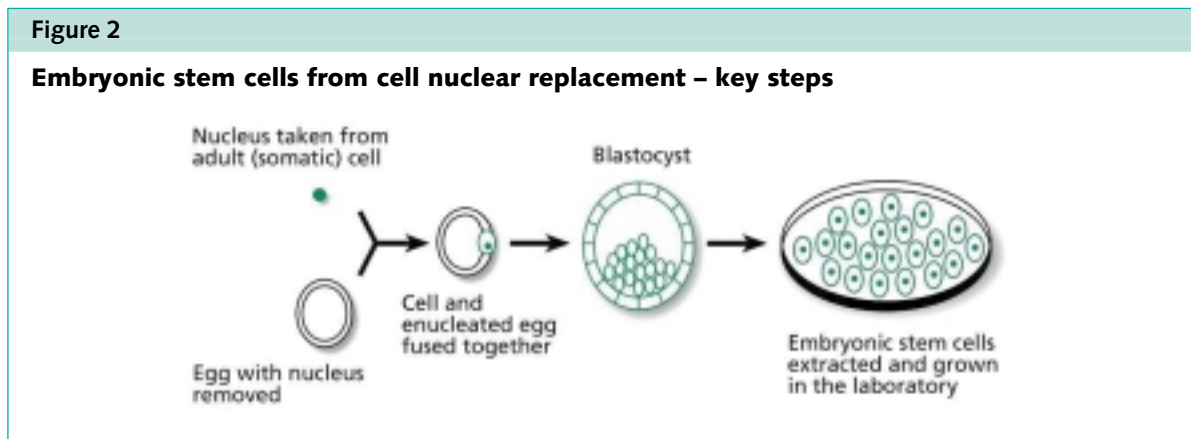 Figure 2
Embryonic stem cells from cell nuclear replacement – key steps
Nucleus taken from
adult (somatic) cell
Egg with nucleus
removed
Cell and
enucleated egg
fused together
Blastocyst
Embryonic stem cells
extracted and grown
in the laboratory